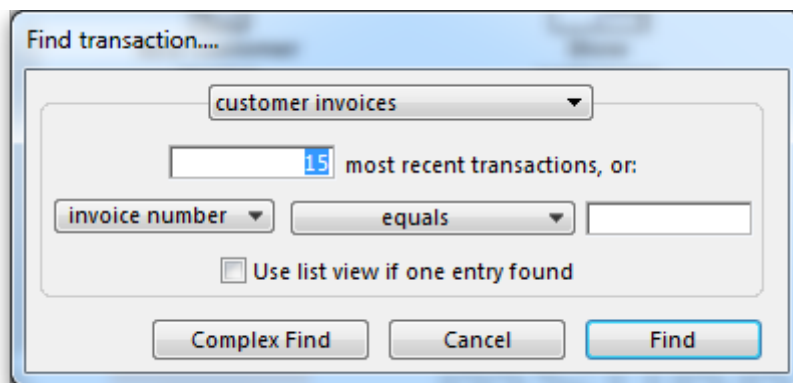 Find transaction....
customer invoices
15 most recent transactions, or:
invoice number equals
Use list view if one entry found
Complex Find Cancel Find